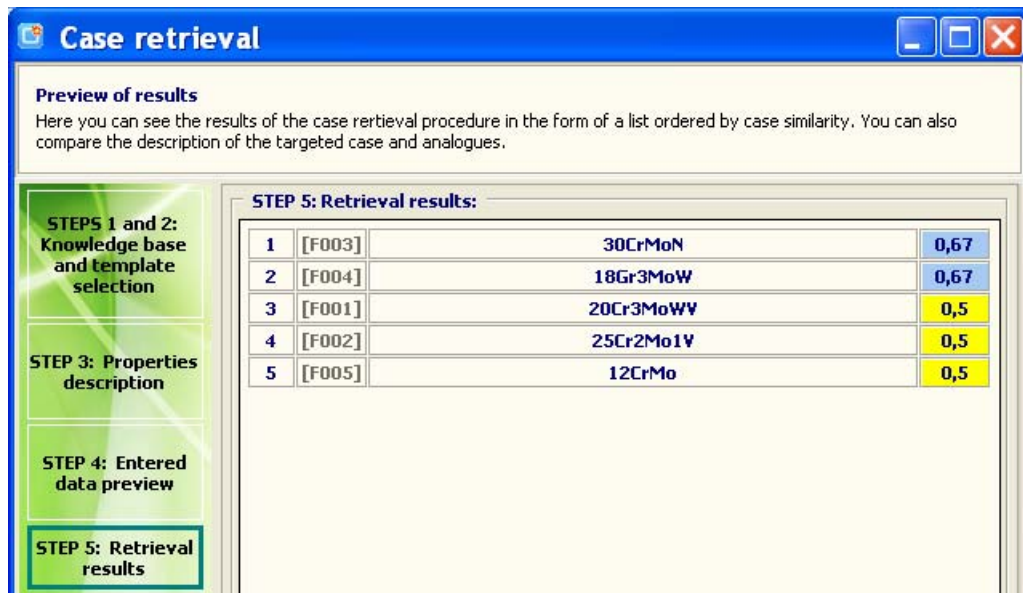 Case retrieval
Preview of results
Here you can see the results of the case rertieval procedure in the form of a list ordered by case similarity. You can also
compare the description of the targeted case and analogues.
STEPS 1 and 2:
Knowledge base
and template
selection
STEP 3: Properties
description
STEP 4: Entered
data preview
STEP 5: Retrieval
results
STEP 5: Retrieval results:
1 [F003] 30CrMoN 0,67
2 [F004] 18Gr3MoW 0,67
3 [F001] 20Cr3MoWV 0,5
4 [F002] 25Cr2Mo1V 0,5
5 [F005] 12CrMo 0,5